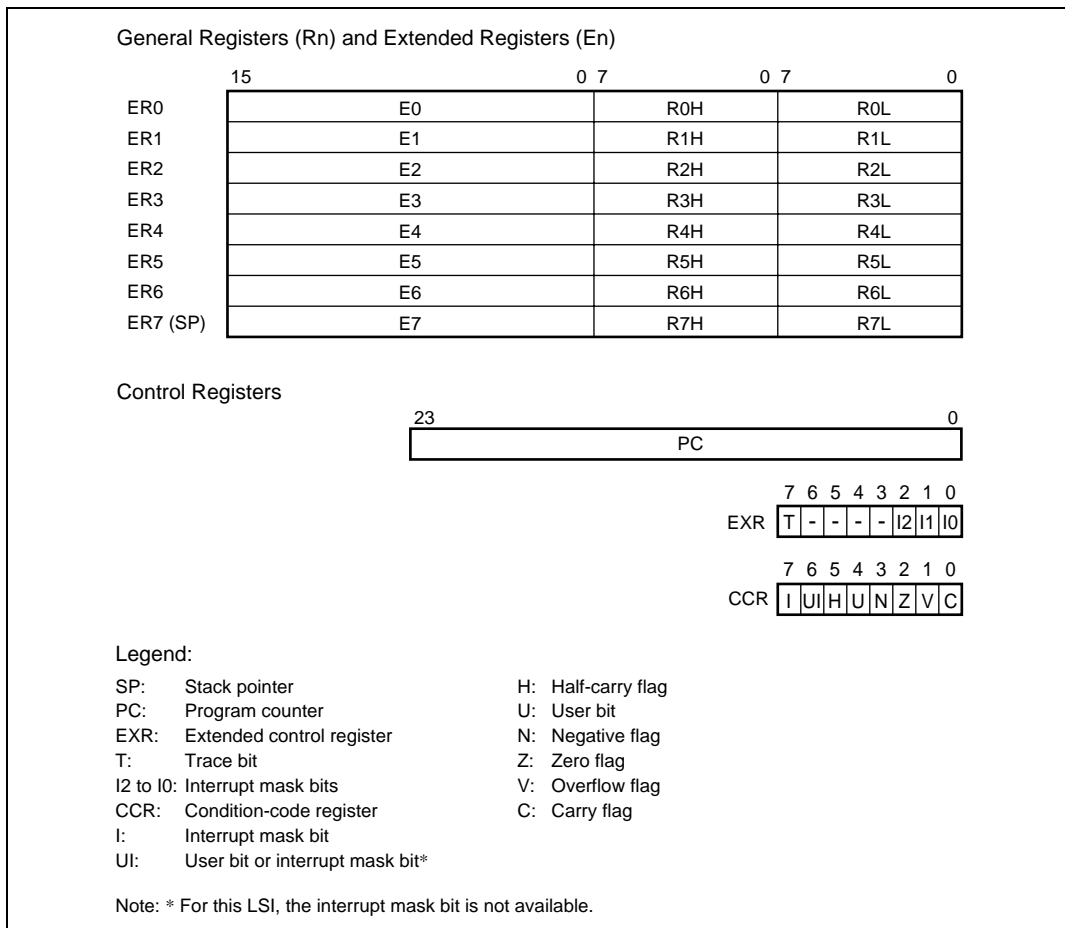 General Registers (Rn) and Extended Registers (En)
15 0 7 0 7 0
ER0 E0 R0H R0L
ER1 E1 R1H R1L
ER2 E2 R2H R2L
ER3 E3 R3H R3L
ER4 E4 R4H R4L
ER5 E5 R5H R5L
ER6 E6 R6H R6L
ER7 (SP) E7 R7H R7L
Control Registers
23 0
PC
7 6 5 4 3 2 1 0
EXR T - - - - I2 I1 I0
7 6 5 4 3 2 1 0
CCR I UI H U N Z V C
Legend:
SP: Stack pointer
PC: Program counter
EXR: Extended control register
T: Trace bit
I2 to I0: Interrupt mask bits
CCR: Condition-code register
I: Interrupt mask bit
UI: User bit or interrupt mask bit*
H: Half-carry flag
U: User bit
N: Negative flag
Z: Zero flag
V: Overflow flag
C: Carry flag
Note: * For this LSI, the interrupt mask bit is not available.